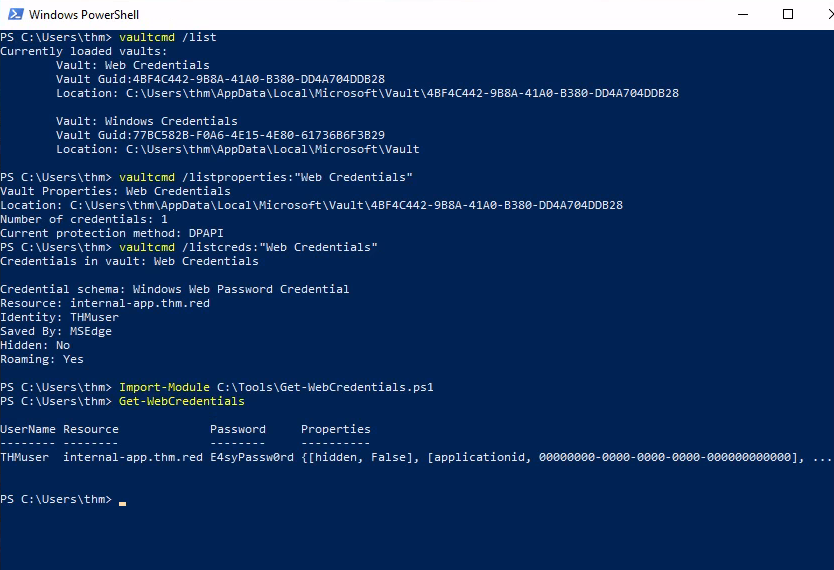 Windows PowerShell
PS C:\Users\thm> vaultcmd /list
Currently loaded vaults:
        Vault: Web Credentials
        Vault Guid:4BF4C442-9B8A-41A0-B380-DD4A704DDB28
        Location: C:\Users\thm\AppData\Local\Microsoft\Vault\4BF4C442-9B8A-41A0-B380-DD4A704DDB28

        Vault: Windows Credentials
        Vault Guid:77BC582B-F0A6-4E15-4E80-61736B6F3B29
        Location: C:\Users\thm\AppData\Local\Microsoft\Vault

PS C:\Users\thm> vaultcmd /listproperties:"Web Credentials"
Vault Properties: Web Credentials
Location: C:\Users\thm\AppData\Local\Microsoft\Vault\4BF4C442-9B8A-41A0-B380-DD4A704DDB28
Number of credentials: 1
Current protection method: DPAPI
PS C:\Users\thm> vaultcmd /listcreds:"Web Credentials"
Credentials in vault: Web Credentials

Credential schema: Windows Web Password Credential
Resource: internal-app.thm.red
Identity: THMuser
Saved By: MSEdge
Hidden: No
Roaming: Yes

PS C:\Users\thm> Import-Module C:\Tools\Get-WebCredentials.ps1
PS C:\Users\thm> Get-WebCredentials

UserName Resource             Password     Properties
-------- --------             --------     ----------
THMuser  internal-app.thm.red E4syPassw0rd {[hidden, False], [applicationid, 00000000-0000-0000-0000-000000000000], ...

PS C:\Users\thm>